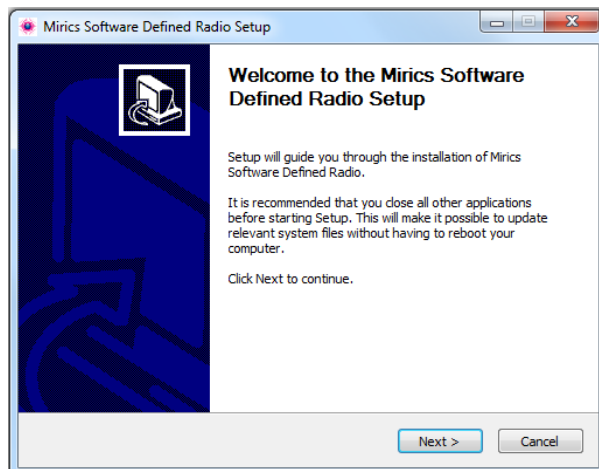 Mirics Software Defined Radio Setup
Welcome to the Mirics Software
Defined Radio Setup
Setup will guide you through the installation of Mirics
Software Defined Radio.
It is recommended that you close all other applications
before starting Setup. This will make it possible to update
relevant system files without having to reboot your
computer.
Click Next to continue.
Next >
Cancel